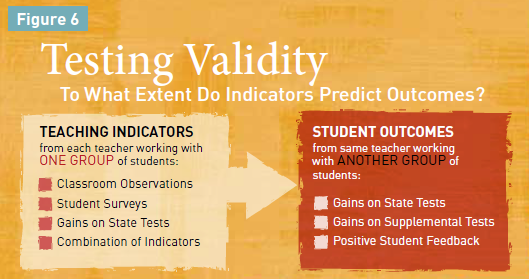 Figure 6
Testing Validity
To What Extent Do Indicators Predict Outcomes?
TEACHING INDICATORS
from each teacher working with
ONE GROUP of students:
Classroom Observations
Student Surveys
Gains on State Tests
Combination of Indicators
STUDENT OUTCOMES
from same teacher working
with ANOTHER GROUP of
students:
Gains on State Tests
Gains on Supplemental Tests
Positive Student Feedback